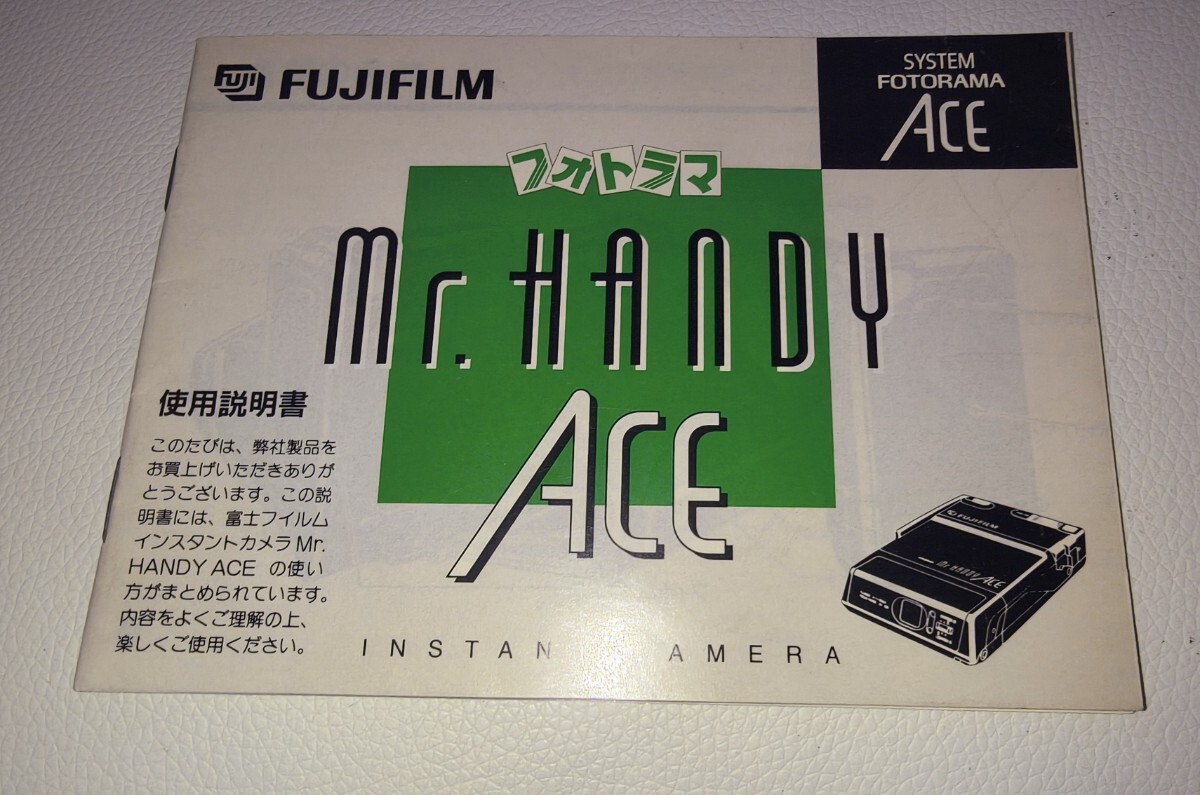 FUJI FUJIFILM
SYSTEM
FOTORAMA
ACE
フォトラマ
Mr. HANDY
ACE
使用説明書
このたびは、弊社製品を
お買上げいただきありが
とうございます。この説
明書には、富士フイルム
インスタントカメラ Mr.
HANDY ACE の使い
方がまとめられています。
内容をよくご理解の上、
楽しくご使用ください。
INSTAN AMERA
FUJIFILM
Mr. HANDY ACE